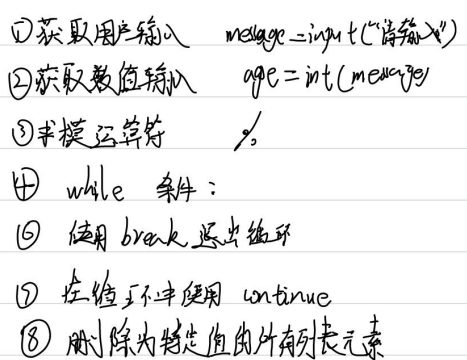 ①获取用户输入 message=input("请输入")
②获取数值输入 age=int(message)
③求模运算符 %
④ while 条件:
⑥ 使用 break 退出循环
⑦ 在循环中使用 continue
⑧ 删除为特定值的所有列表元素